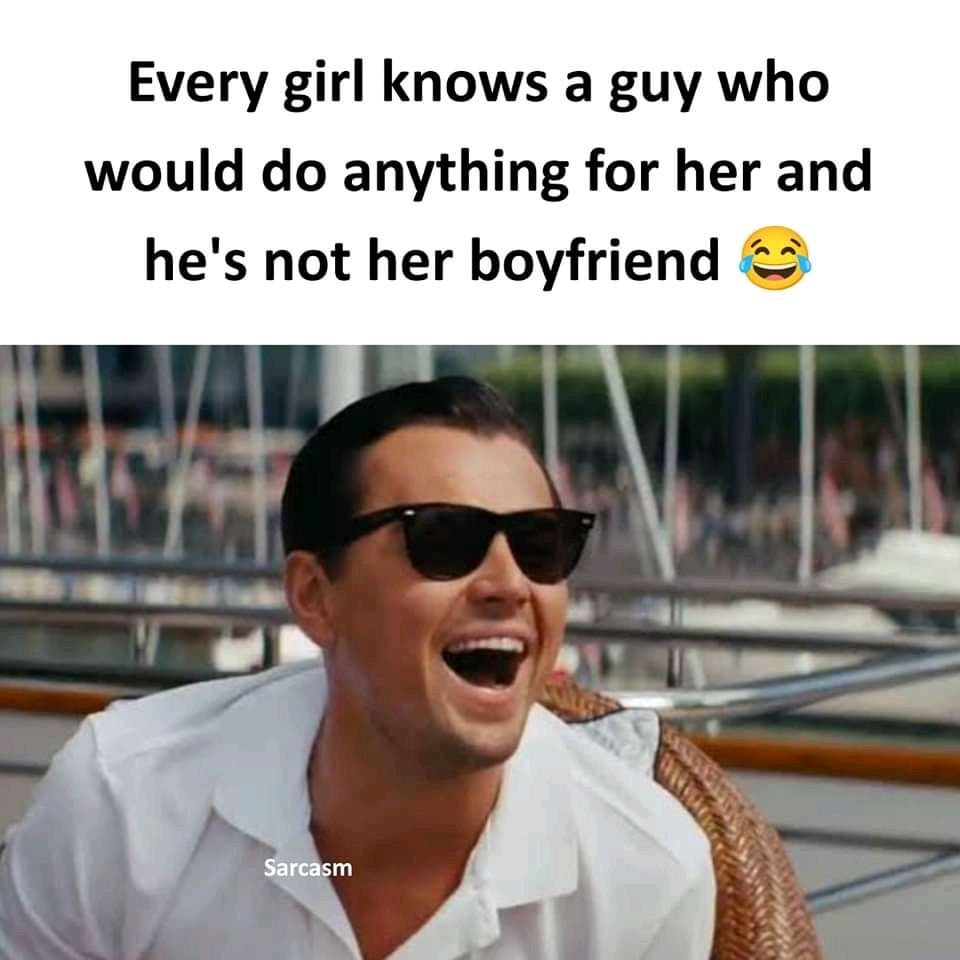 Every girl knows a guy who
would do anything for her and
he's not her boyfriend 😂
Sarcasm